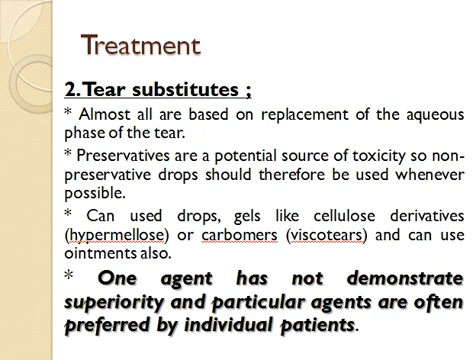 Treatment
2.Tear substitutes ;
* Almost all are based on replacement of the aqueous
phase of the tear.
* Preservatives are a potential source of toxicity so non-
preservative drops should therefore be used whenever
possible.
* Can used drops, gels like cellulose derivatives
(hypermellose) or carbomers (viscotears) and can use
ointments also.
* One agent has not demonstrate
superiority and particular agents are often
preferred by individual patients.